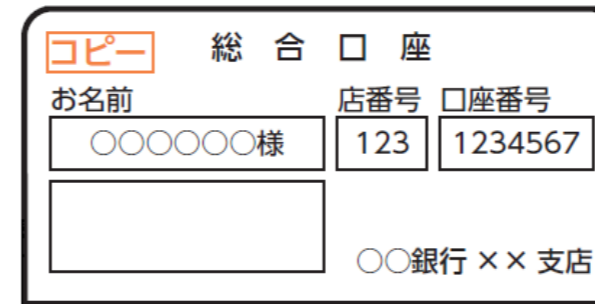 コピー 総合口座
お名前 店番号 口座番号
○○○○○○様 123 1234567
○○銀行 ×× 支店